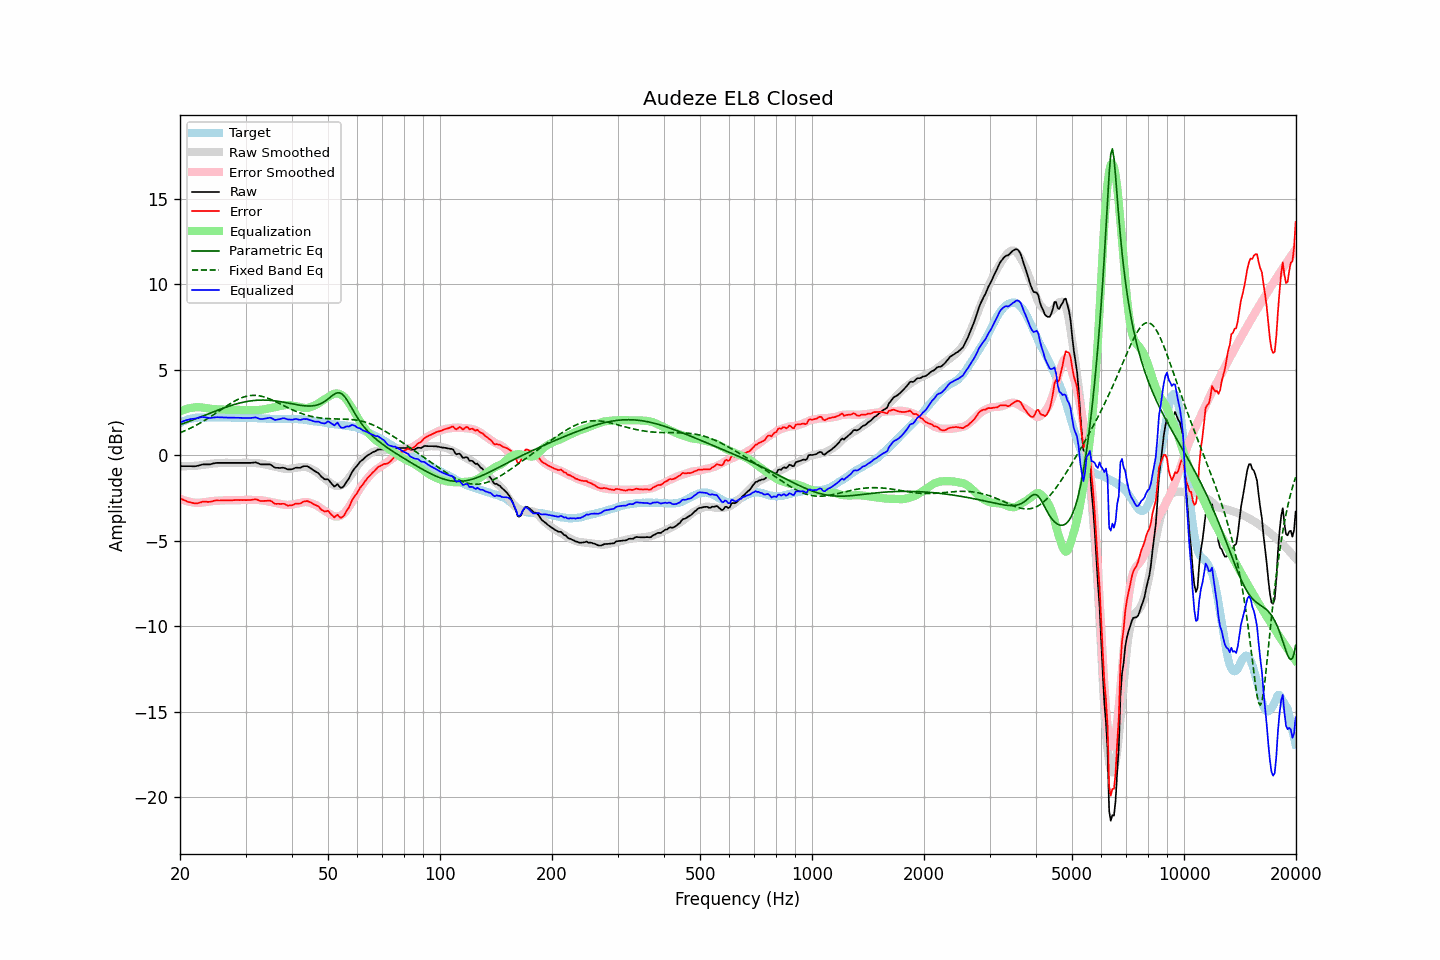 Audeze EL8 Closed
Target
Raw Smoothed
Error Smoothed
Raw
Error
Equalization
Parametric Eq
Fixed Band Eq
Equalized
Amplitude (dBr)
15
10
5
0
−5
−10
−15
−20
20 50 100 200 500 1000 2000 5000 10000 20000
Frequency (Hz)